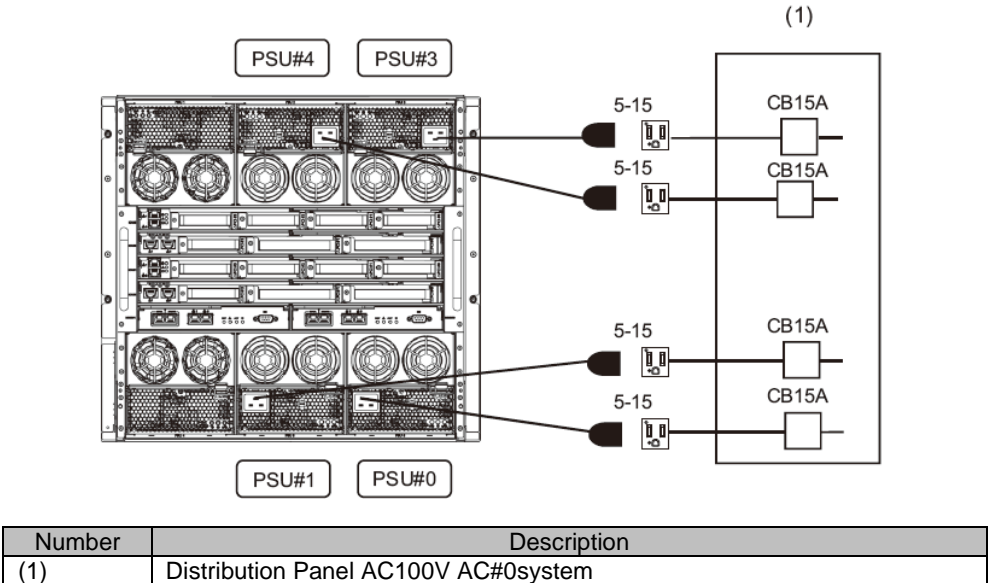 (1)
PSU#4 PSU#3
5-15 CB15A
5-15 CB15A
5-15 CB15A
5-15 CB15A
PSU#1 PSU#0
Number Description
(1) Distribution Panel AC100V AC#0system